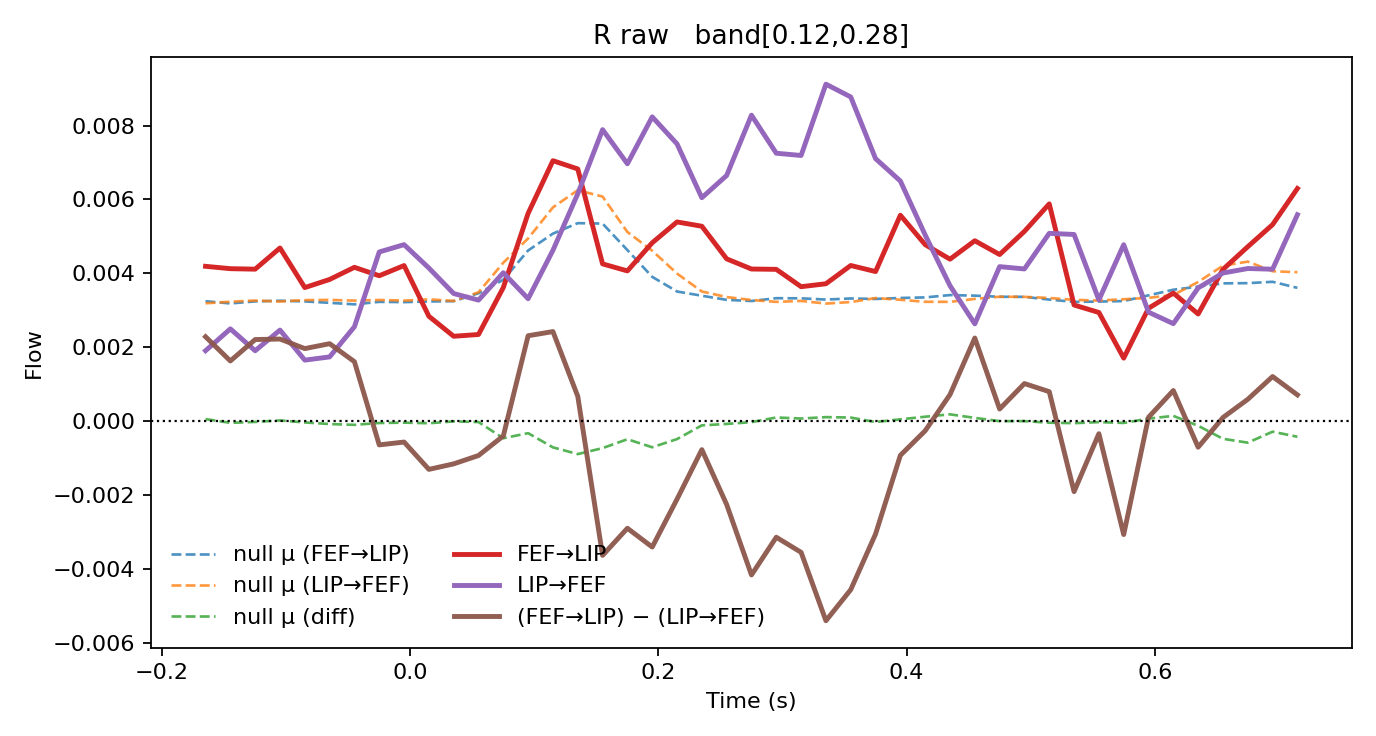 R raw   band[0.12,0.28]
Flow
0.008
0.006
0.004
0.002
0.000
−0.002
−0.004
−0.006
null μ (FEF→LIP)
null μ (LIP→FEF)
null μ (diff)
FEF→LIP
LIP→FEF
(FEF→LIP) − (LIP→FEF)
−0.2
0.0
0.2
0.4
0.6
Time (s)